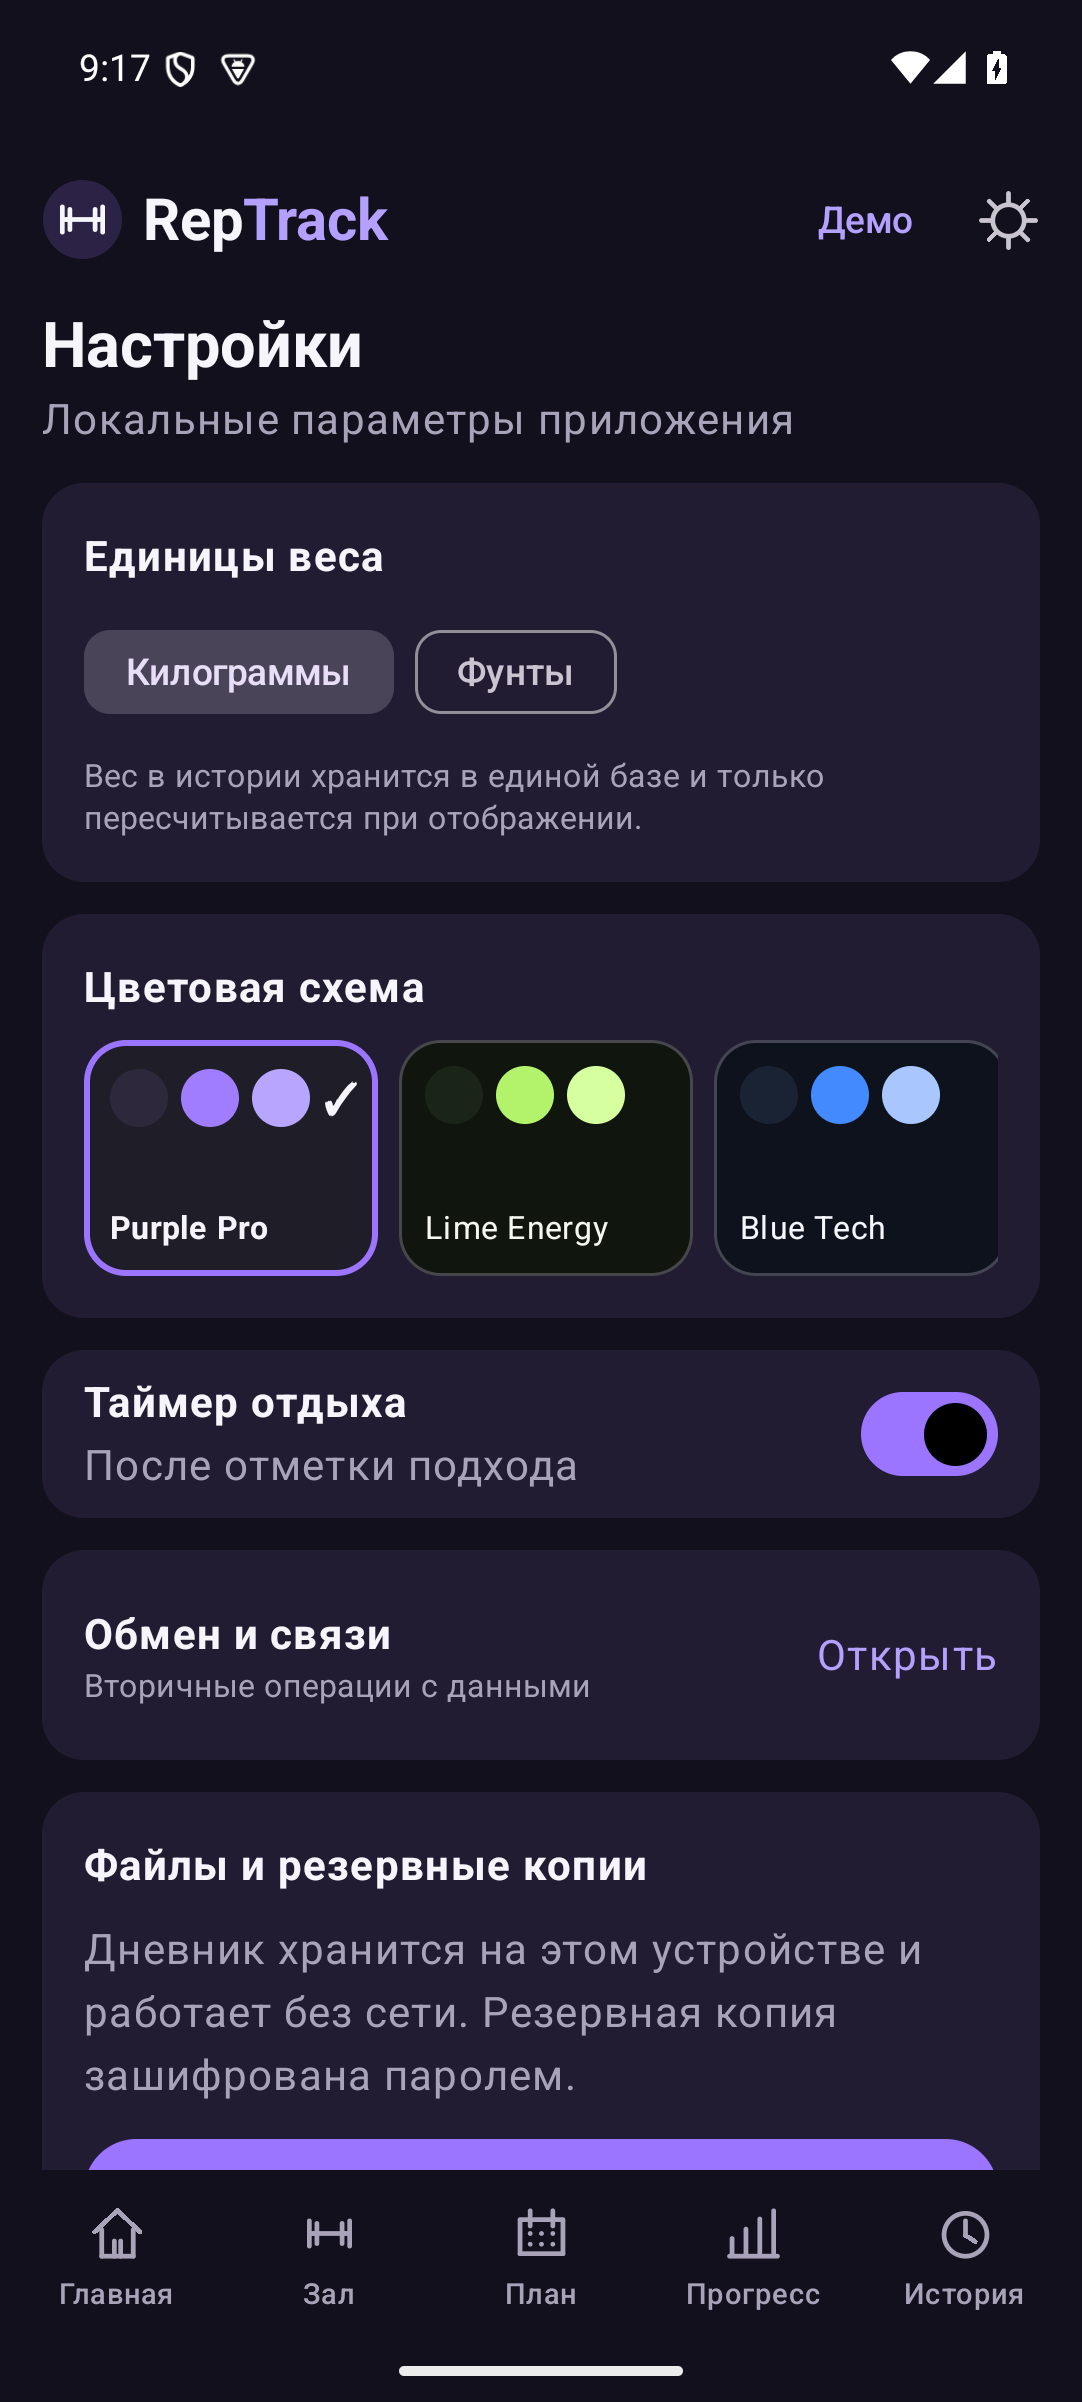 9:17
RepTrack
Демо
Настройки
Локальные параметры приложения
Единицы веса
Килограммы
Фунты
Вес в истории хранится в единой базе и только
пересчитывается при отображении.
Цветовая схема
Purple Pro
Lime Energy
Blue Tech
Таймер отдыха
После отметки подхода
Обмен и связи
Вторичные операции с данными
Открыть
Файлы и резервные копии
Дневник хранится на этом устройстве и
работает без сети. Резервная копия
зашифрована паролем.
Главная
Зал
План
Прогресс
История